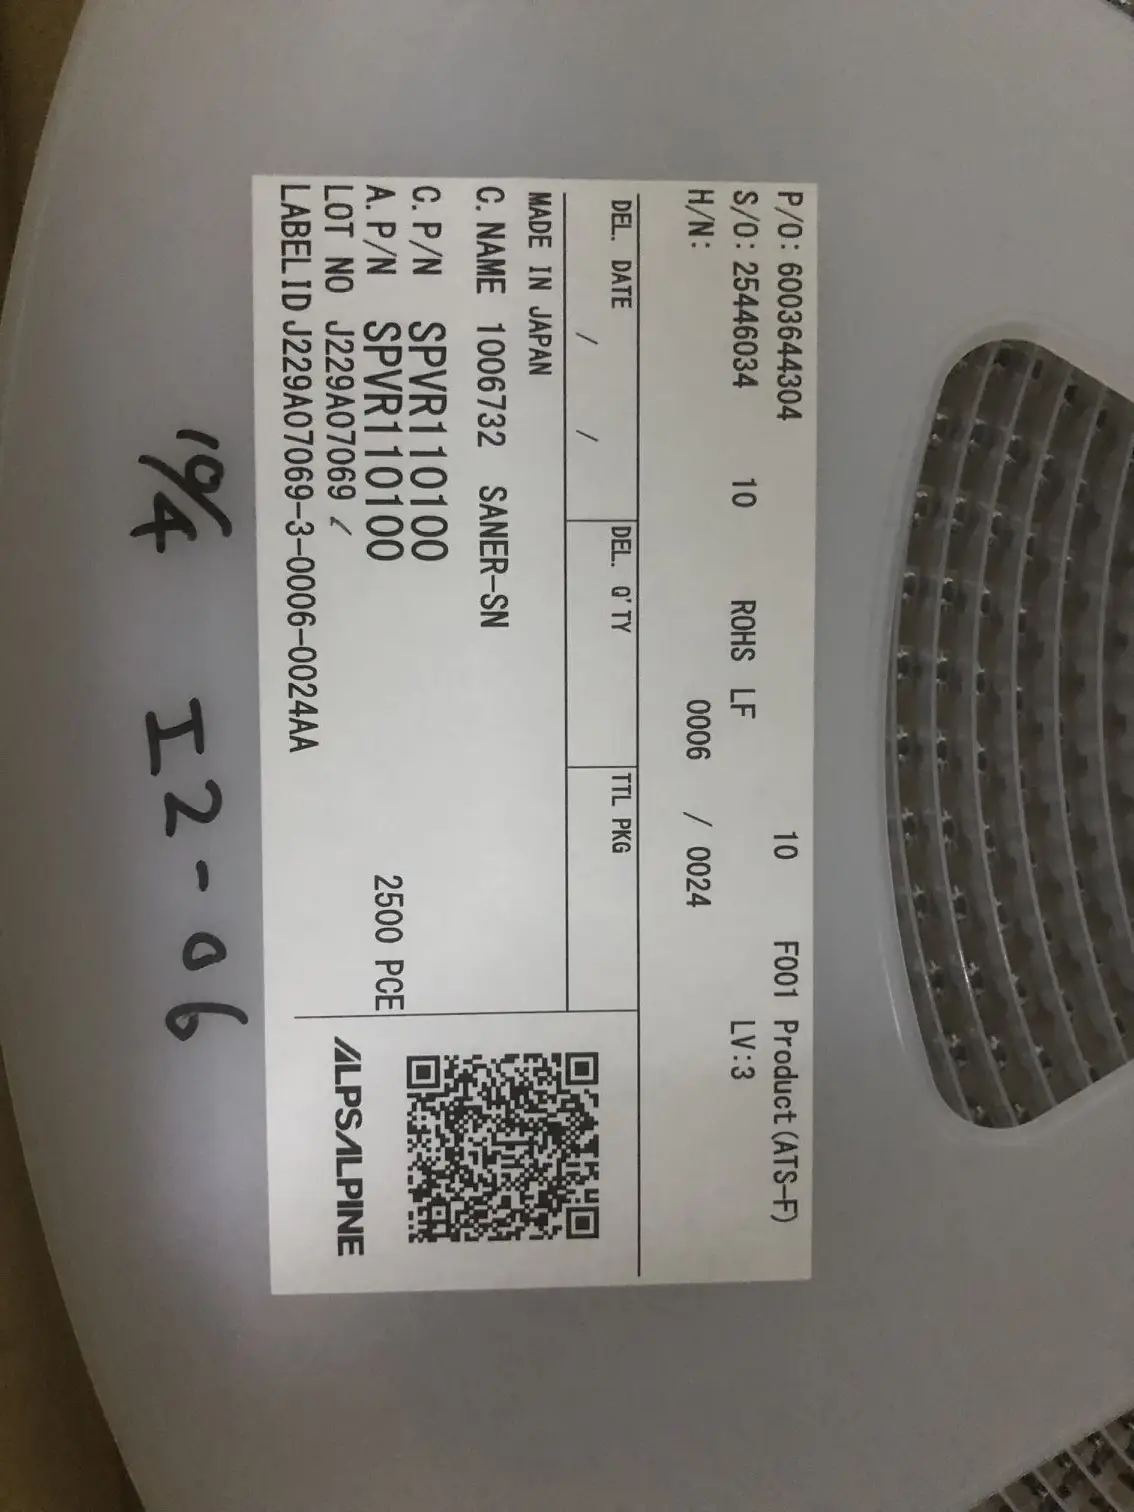 P/O: 6003644304 10 F001 Product(ATS-F)
S/O: 25446034 10 ROHS LF LV:3
H/N: 0006 / 0024
DEL. DATE DEL. Q'TY TTL PKG
/ /
MADE IN JAPAN
C. NAME 1006732 SANER-SN
C. P/N SPVR110100
A. P/N SPVR110100 2500 PCE
LOT NO J229A07069
LABELID J229A07069-3-0006-0024AA
ALPSALPINE
10/4 I2-06